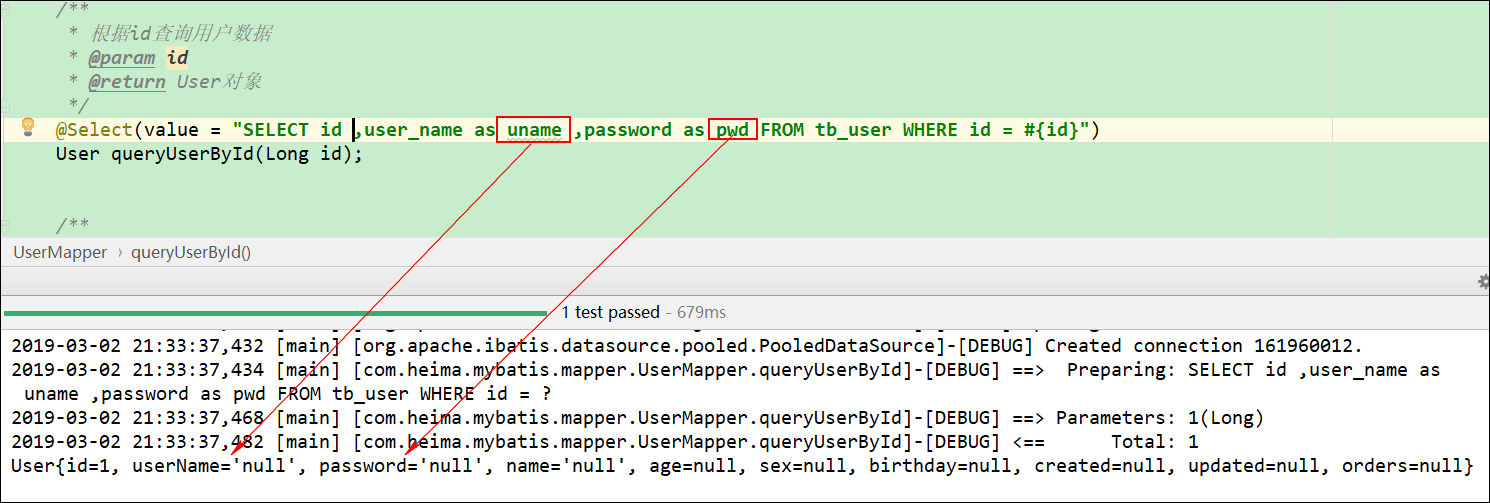 /**
* 根据id查询用户数据
* @param id
* @return User对象
*/
@Select(value = "SELECT id ,user_name as uname ,password as pwd FROM tb_user WHERE id = #{id}")
User queryUserById(Long id);
/**
UserMapper › queryUserById()
1 test passed - 679ms
2019-03-02 21:33:37,432 [main] [org.apache.ibatis.datasource.pooled.PooledDataSource]-[DEBUG] Created connection 161960012.
2019-03-02 21:33:37,434 [main] [com.heima.mybatis.mapper.UserMapper.queryUserById]-[DEBUG] ==>  Preparing: SELECT id ,user_name as
uname ,password as pwd FROM tb_user WHERE id = ?
2019-03-02 21:33:37,468 [main] [com.heima.mybatis.mapper.UserMapper.queryUserById]-[DEBUG] ==> Parameters: 1(Long)
2019-03-02 21:33:37,482 [main] [com.heima.mybatis.mapper.UserMapper.queryUserById]-[DEBUG] <==      Total: 1
User{id=1, userName='null', password='null', name='null', age=null, sex=null, birthday=null, created=null, updated=null, orders=null}